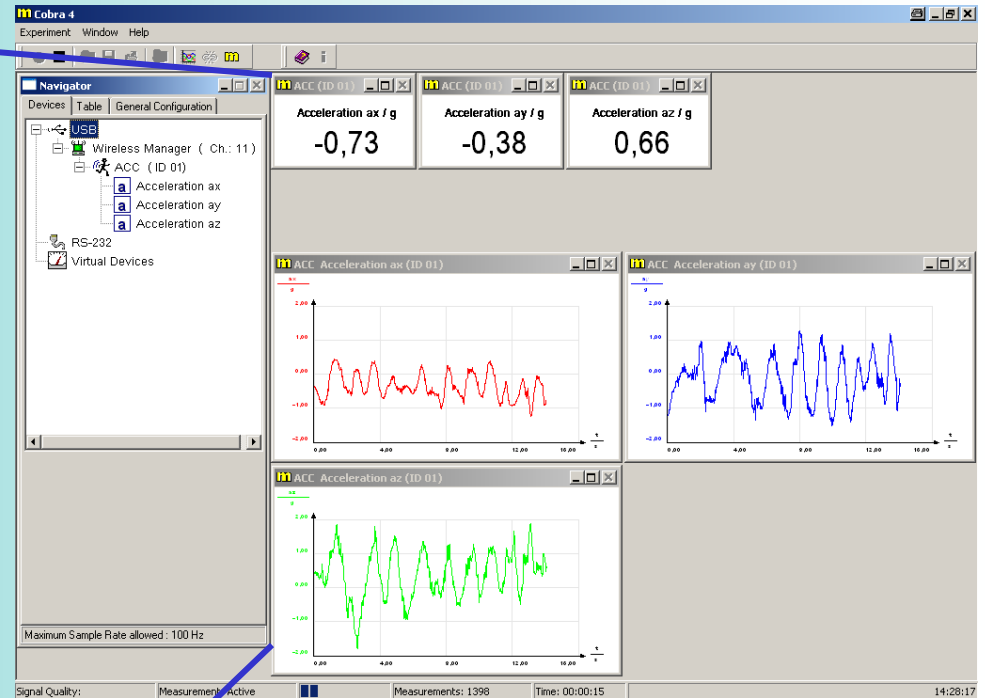 m Cobra 4
Experiment Window Help
m
i
Navigator
Devices Table General Configuration
USB
Wireless Manager ( Ch.: 11 )
ACC ( ID 01)
a Acceleration ax
a Acceleration ay
a Acceleration az
RS-232
Virtual Devices
Maximum Sample Rate allowed : 100 Hz
m ACC (ID 01)
Acceleration ax / g
-0,73
m ACC (ID 01)
Acceleration ay / g
-0,38
m ACC (ID 01)
Acceleration az / g
0,66
m ACC Acceleration ax (ID 01)
g
2,00
1,00
0,00
-1,00
-2,00
0,00 4,00 8,00 12,00 16,00
t
s
m ACC Acceleration ay (ID 01)
g
2,00
1,00
0,00
-1,00
-2,00
0,00 4,00 8,00 12,00 16,00
t
s
m ACC Acceleration az (ID 01)
2,00
1,00
0,00
-1,00
-2,00
0,00 4,00 8,00 12,00 16,00
t
s
Signal Quality: Measurement Active Measurements: 1398 Time: 00:00:15 14:28:17